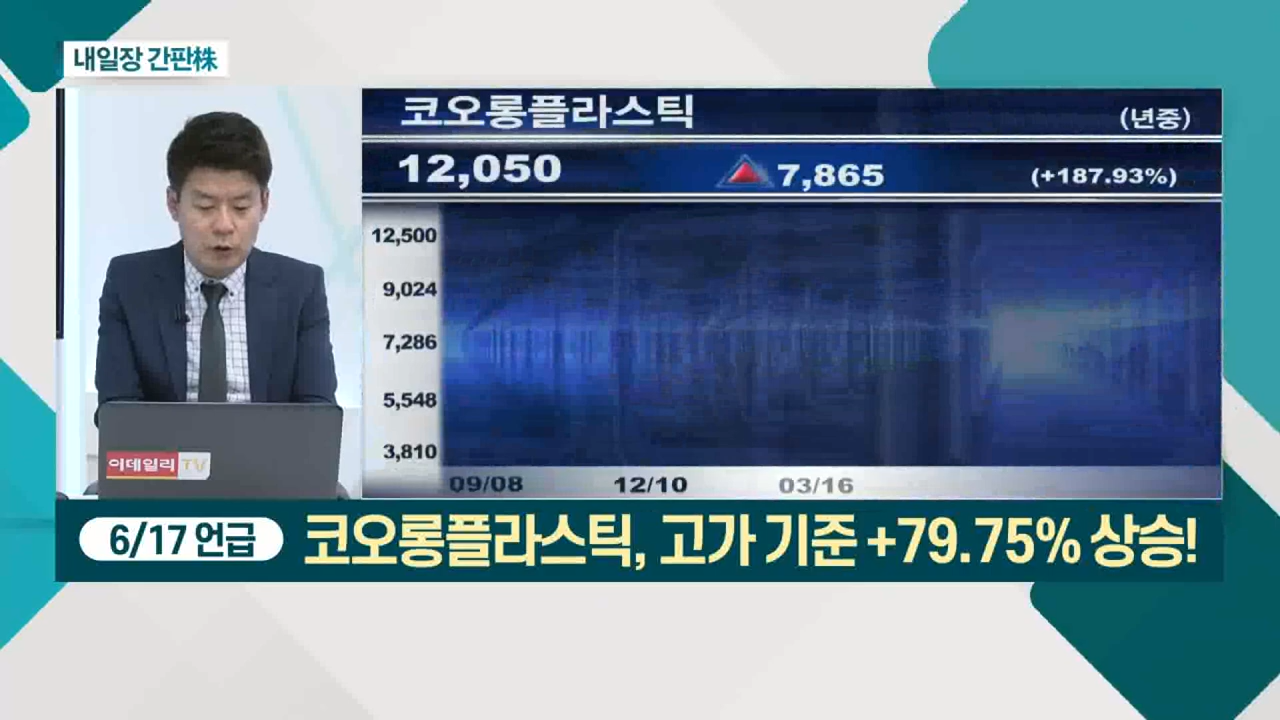 내일장 간판株
코오롱플라스틱 (년중)
12,050 ▲ 7,865 (+187.93%)
12,500
9,024
7,286
5,548
3,810
09/08 12/10 03/16
이데일리 TV
6/17 언급 코오롱플라스틱, 고가 기준 +79.75% 상승!